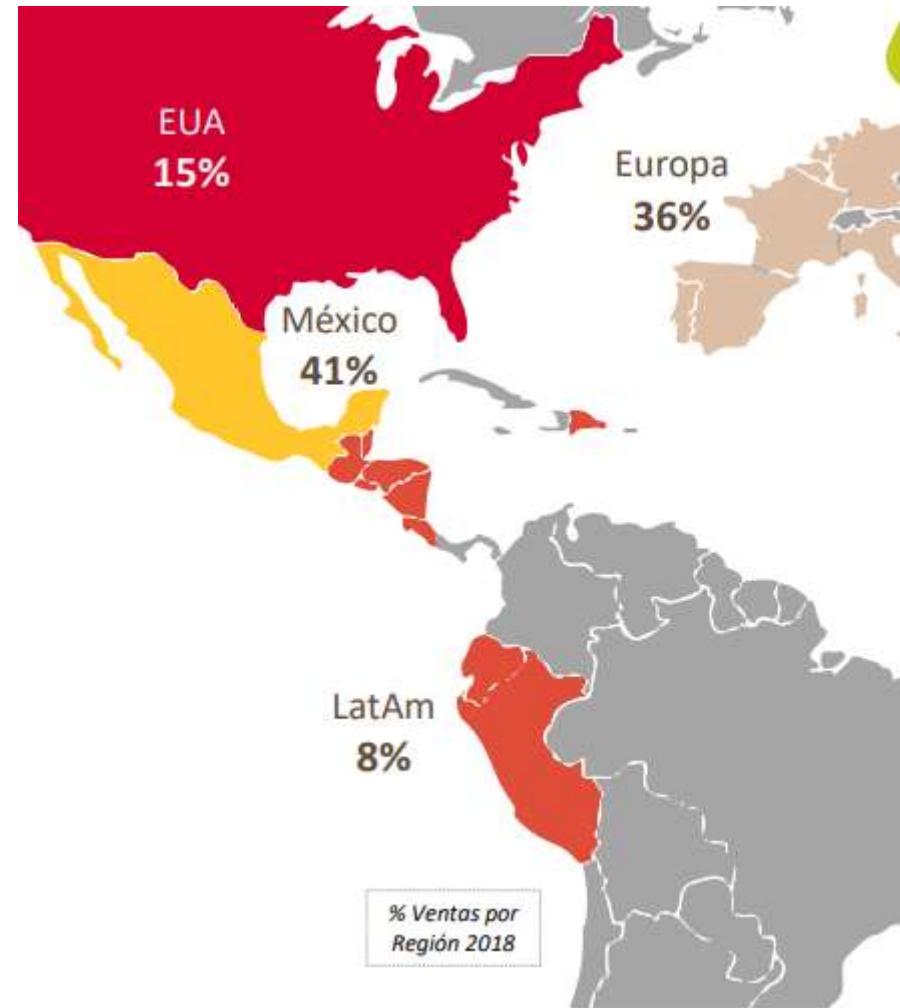 EUA
15%
Europa
36%
México
41%
LatAm
8%
% Ventas por
Región 2018